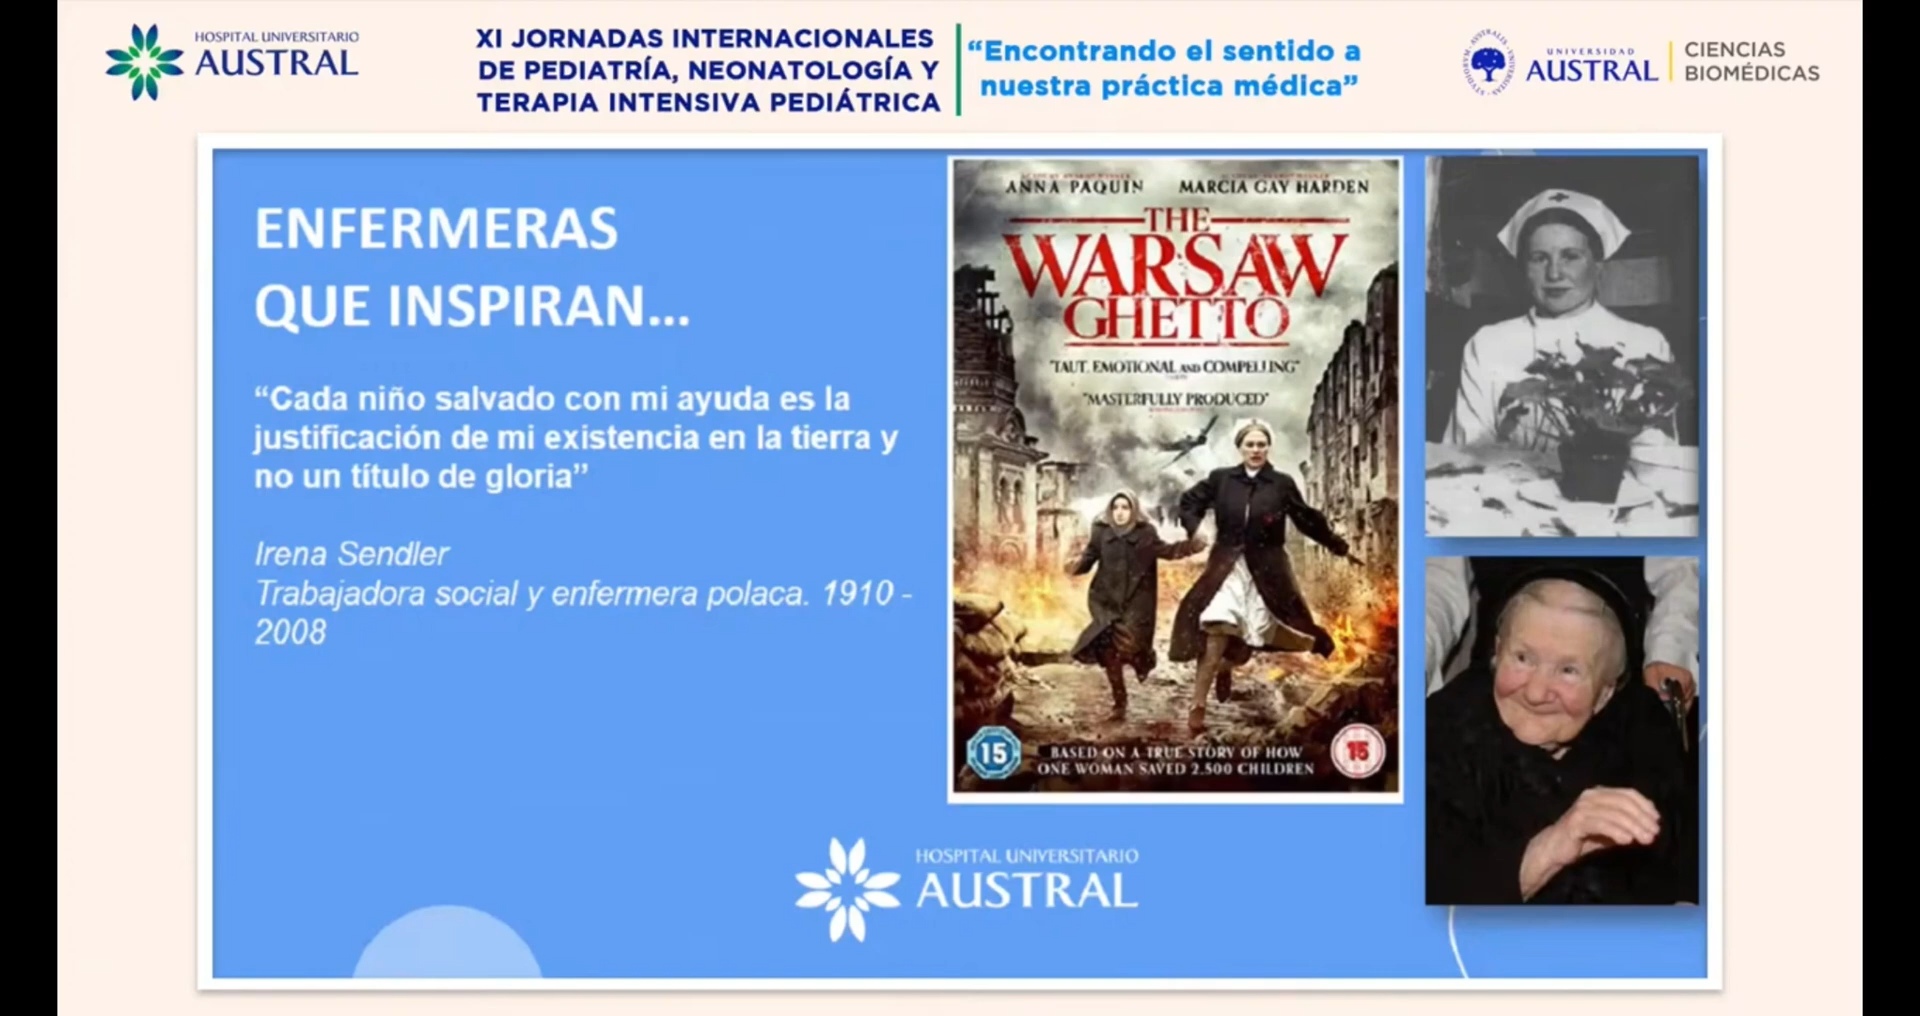 HOSPITAL UNIVERSITARIO
AUSTRAL
XI JORNADAS INTERNACIONALES
DE PEDIATRÍA, NEONATOLOGÍA Y
TERAPIA INTENSIVA PEDIÁTRICA
“Encontrando el sentido a
nuestra práctica médica”
UNIVERSIDAD
AUSTRAL
CIENCIAS
BIOMÉDICAS
ENFERMERAS
QUE INSPIRAN...
“Cada niño salvado con mi ayuda es la
justificación de mi existencia en la tierra y
no un título de gloria”
Irena Sendler
Trabajadora social y enfermera polaca. 1910 -
2008
ANNA PAQUIN MARCIA GAY HARDEN
THE
WARSAW
GHETTO
"TAUT, EMOTIONAL AND COMPELLING"
"MASTERFULLY PRODUCED"
15
BASED ON A TRUE STORY OF HOW
ONE WOMAN SAVED 2.500 CHILDREN
15
HOSPITAL UNIVERSITARIO
AUSTRAL